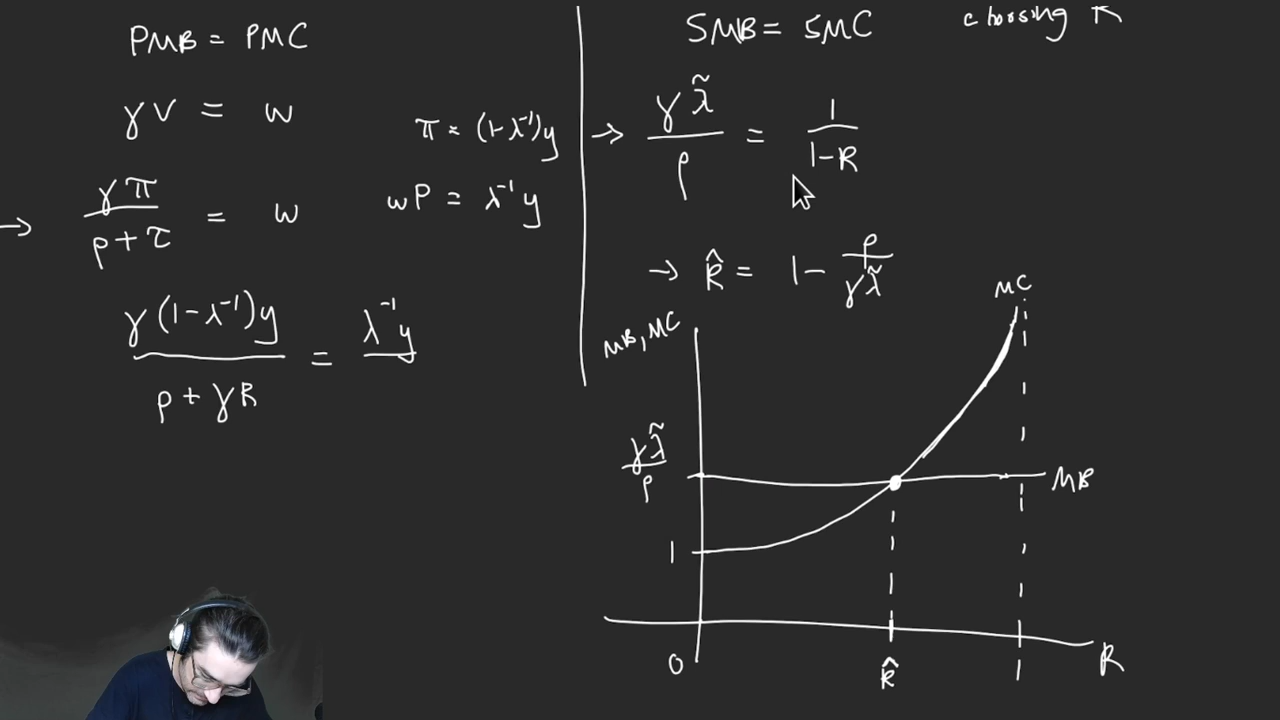 PMB = PMC
γV = w
π = (1-λ⁻¹)y
wP = λ⁻¹y
→ γπ / (ρ + τ) = w
γ(1-λ⁻¹)y / (ρ + γR) = λ⁻¹y
SMB = SMC
choosing R
→ γλ̃ / ρ = 1 / (1-R)
→ R̂ = 1 - ρ / γλ̃
MB, MC
MC
γλ̃ / ρ
MB
1
0
R̂
R